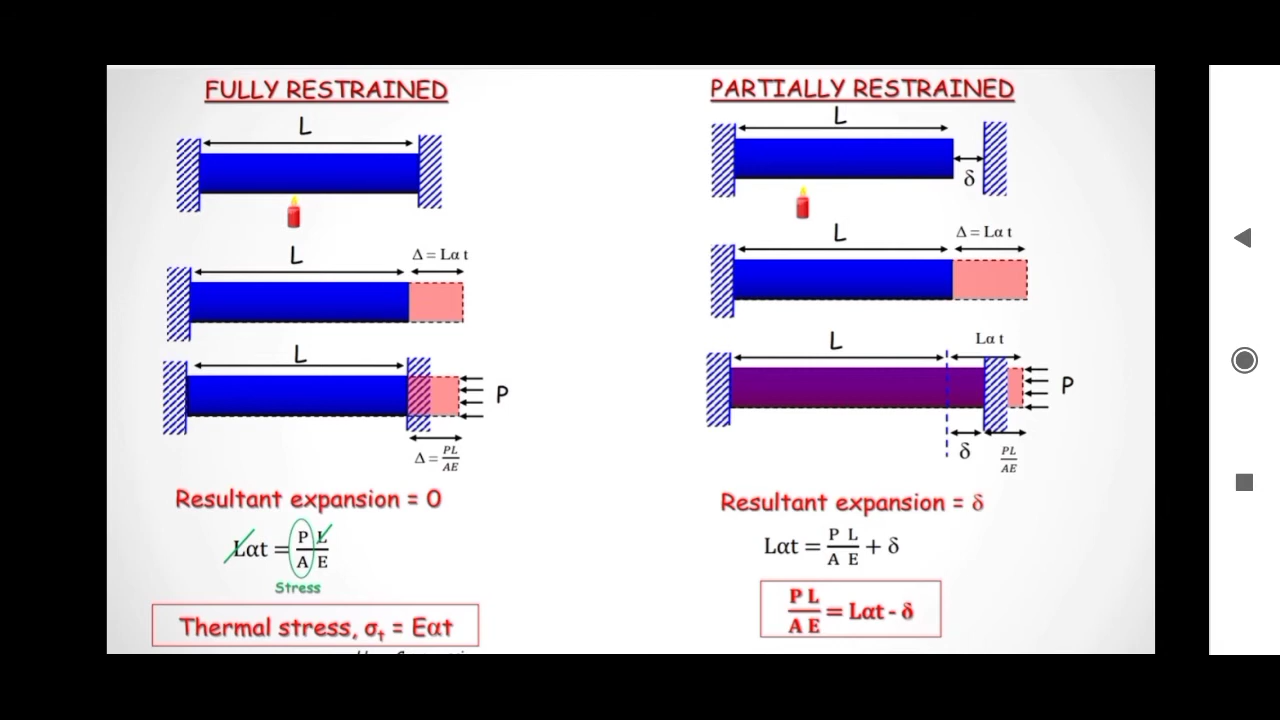 FULLY RESTRAINED
L
L
Δ = Lα t
L
P
Δ = PL/AE
Resultant expansion = 0
Lαt = P L/A E
Stress
Thermal stress, σt = Eαt
PARTIALLY RESTRAINED
L
δ
L
Δ = Lα t
L
Lα t
P
δ
PL/AE
Resultant expansion = δ
Lαt = P L/A E + δ
P L/A E = Lαt - δ